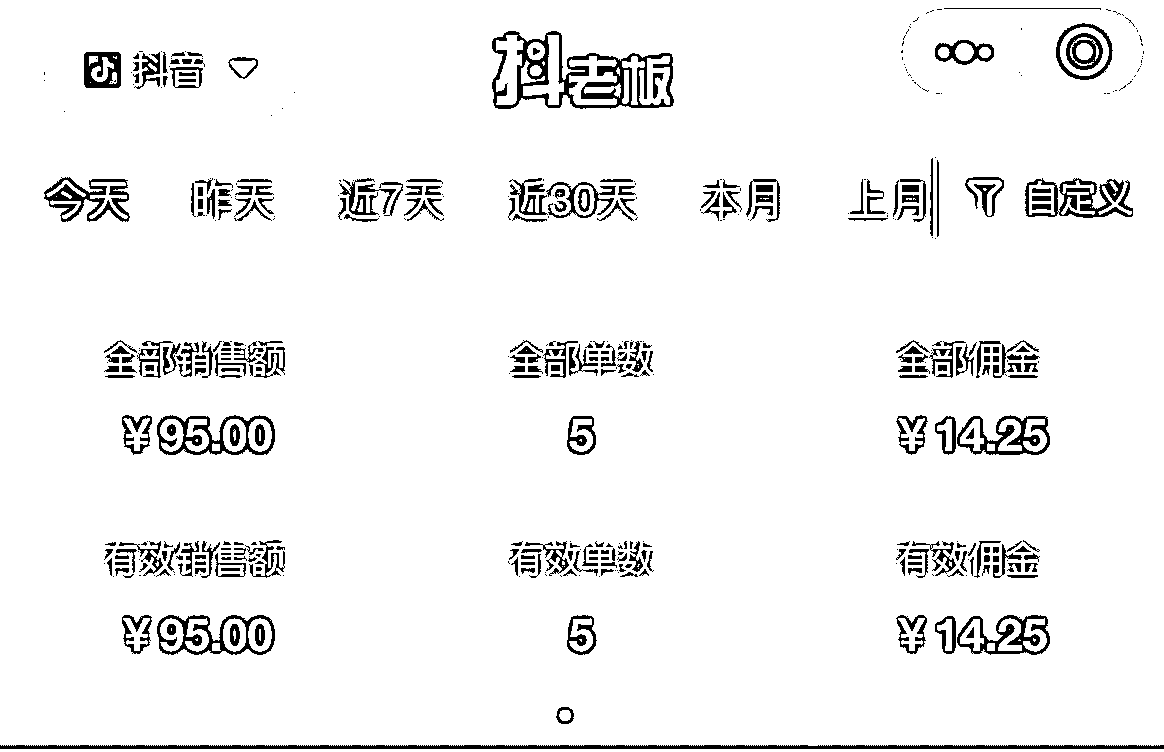 抖音 抖老板
今天 昨天 近7天 近30天 本月 上月 自定义
全部销售额 全部单数 全部佣金
¥95.00 5 ¥14.25
有效销售额 有效单数 有效佣金
¥95.00 5 ¥14.25